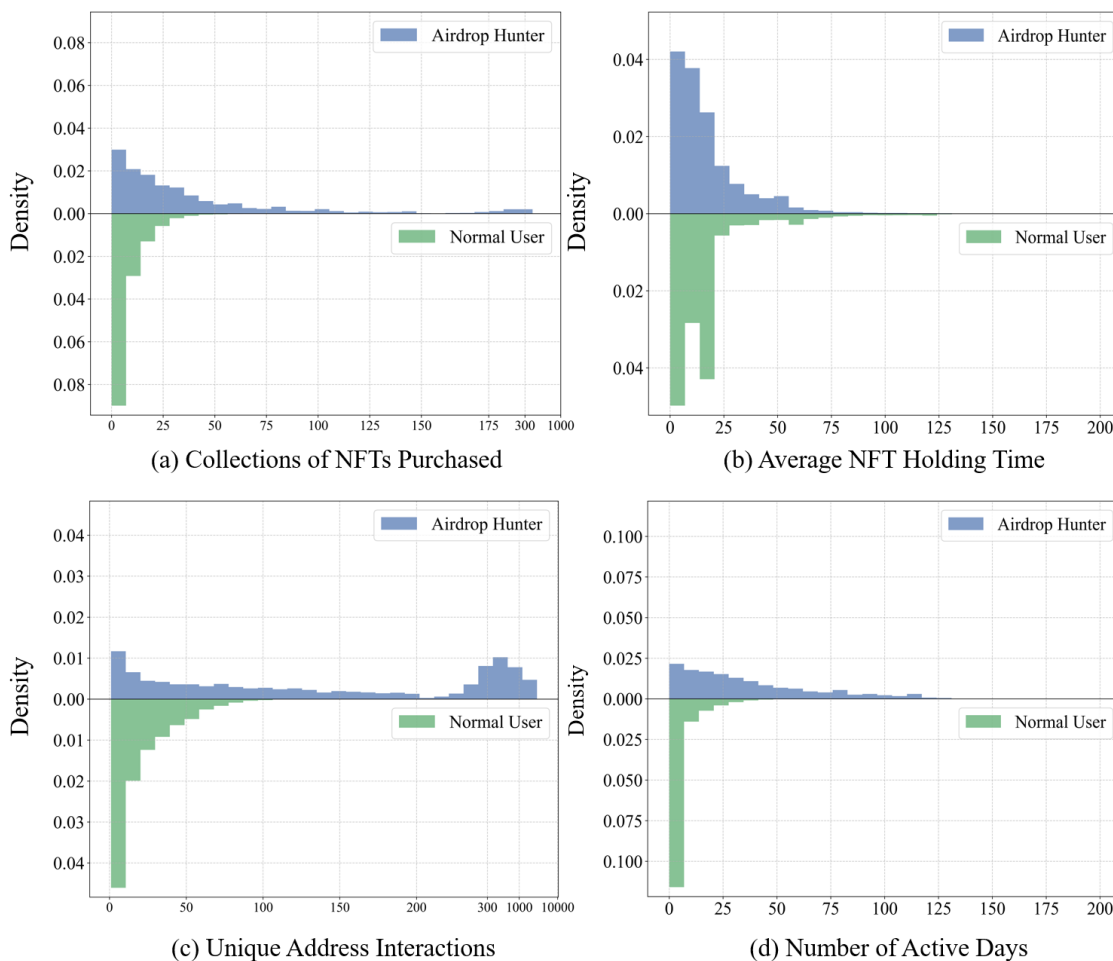 Airdrop Hunter
Normal User
Density
0.08
0.06
0.04
0.02
0.00
0.02
0.04
0.06
0.08
0 25 50 75 100 125 150 175 300 1000
(a) Collections of NFTs Purchased
Airdrop Hunter
Normal User
Density
0.04
0.02
0.00
0.02
0.04
0 25 50 75 100 125 150 175 200
(b) Average NFT Holding Time
Airdrop Hunter
Normal User
Density
0.04
0.03
0.02
0.01
0.00
0.01
0.02
0.03
0.04
0 50 100 150 200 300 1000 10000
(c) Unique Address Interactions
Airdrop Hunter
Normal User
Density
0.100
0.075
0.050
0.025
0.000
0.025
0.050
0.075
0.100
0 25 50 75 100 125 150 175 200
(d) Number of Active Days